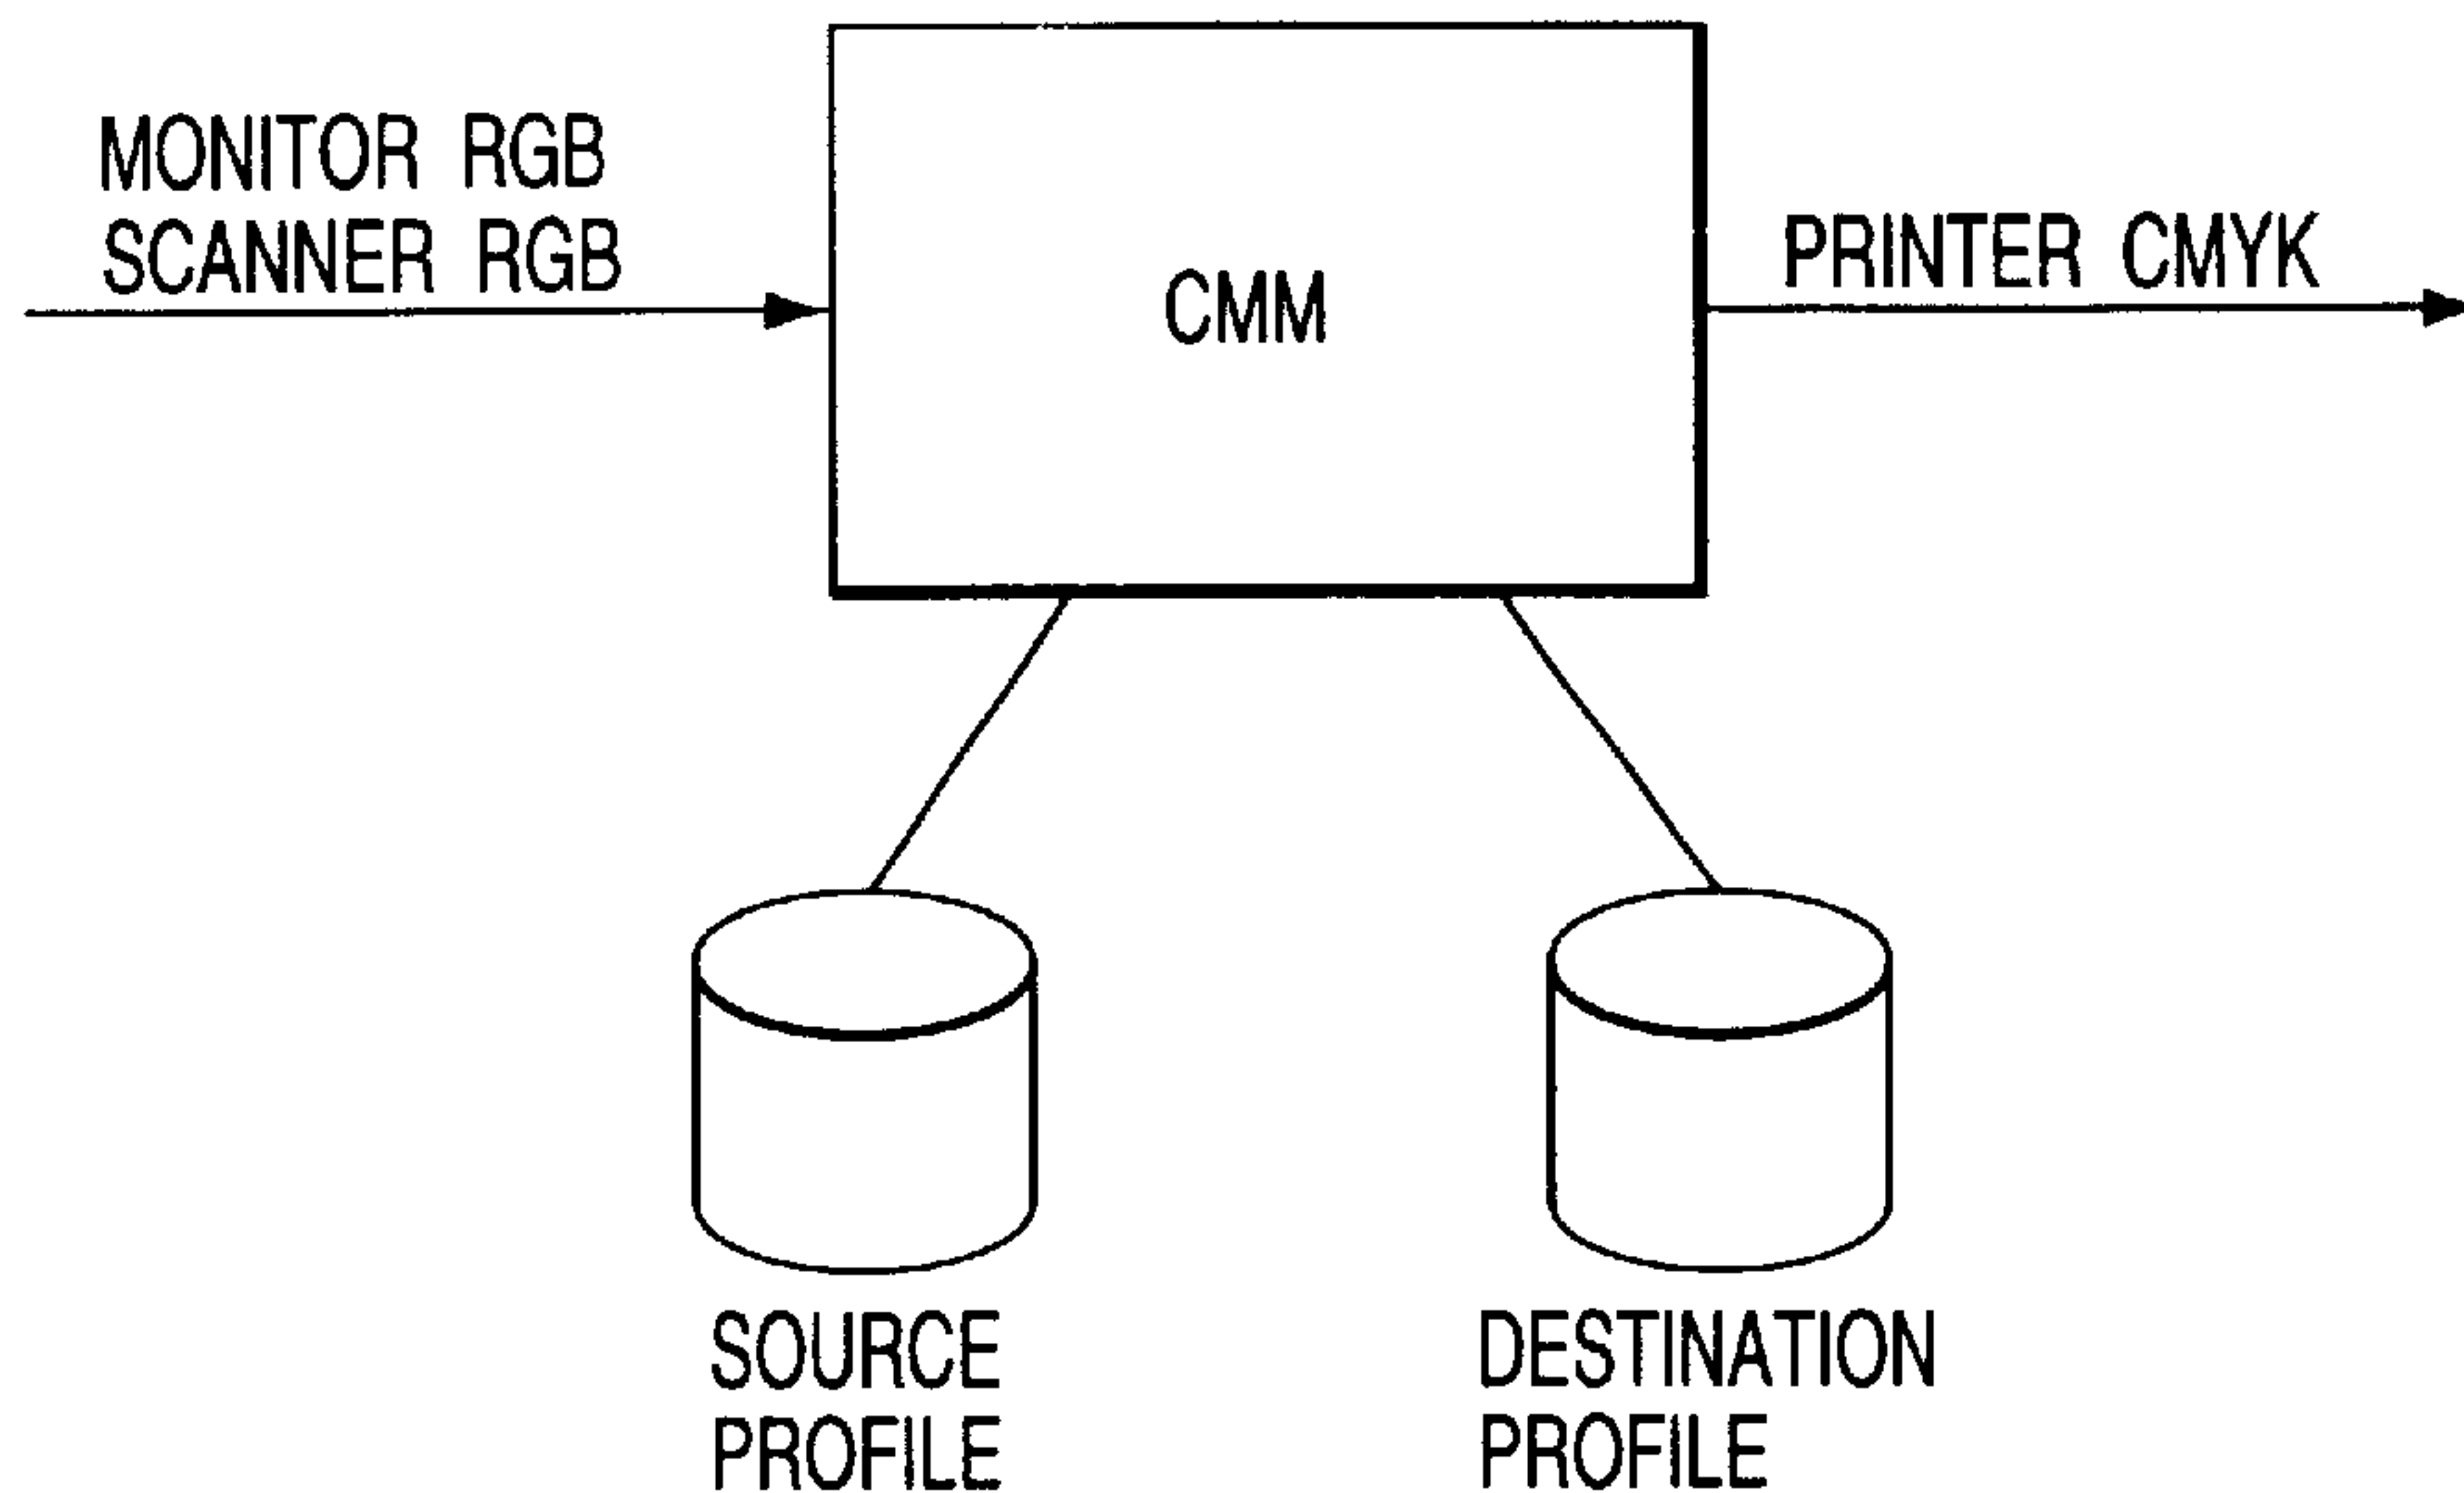 MONITOR RGB
SCANNER RGB
CMM
PRINTER CMYK
SOURCE
PROFILE
DESTINATION
PROFILE